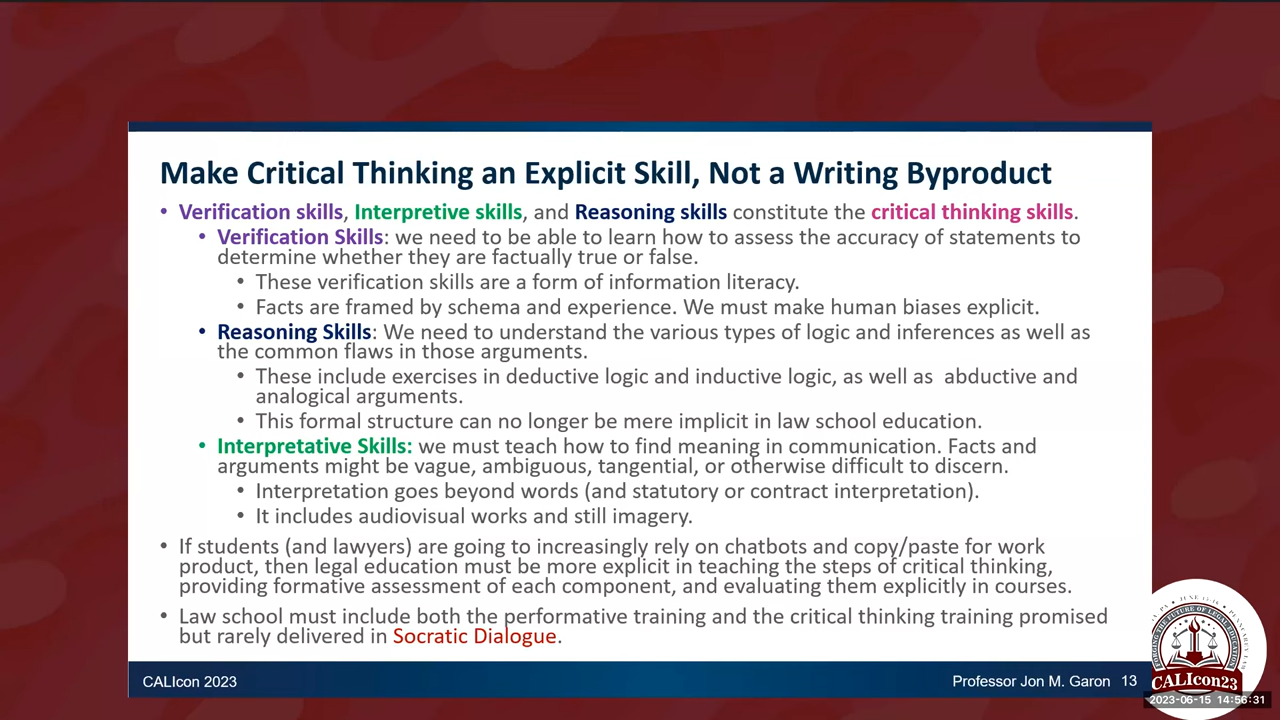 Make Critical Thinking an Explicit Skill, Not a Writing Byproduct
• Verification skills, Interpretive skills, and Reasoning skills constitute the critical thinking skills.
• Verification Skills: we need to be able to learn how to assess the accuracy of statements to
determine whether they are factually true or false.
• These verification skills are a form of information literacy.
• Facts are framed by schema and experience. We must make human biases explicit.
• Reasoning Skills: We need to understand the various types of logic and inferences as well as
the common flaws in those arguments.
• These include exercises in deductive logic and inductive logic, as well as  abductive and
analogical arguments.
• This formal structure can no longer be mere implicit in law school education.
• Interpretative Skills: we must teach how to find meaning in communication. Facts and
arguments might be vague, ambiguous, tangential, or otherwise difficult to discern.
• Interpretation goes beyond words (and statutory or contract interpretation).
• It includes audiovisual works and still imagery.
• If students (and lawyers) are going to increasingly rely on chatbots and copy/paste for work
product, then legal education must be more explicit in teaching the steps of critical thinking,
providing formative assessment of each component, and evaluating them explicitly in courses.
• Law school must include both the performative training and the critical thinking training promised
but rarely delivered in Socratic Dialogue.
CALIcon 2023
Professor Jon M. Garon 13
CALIcon23
2023-06-15 14:56:31